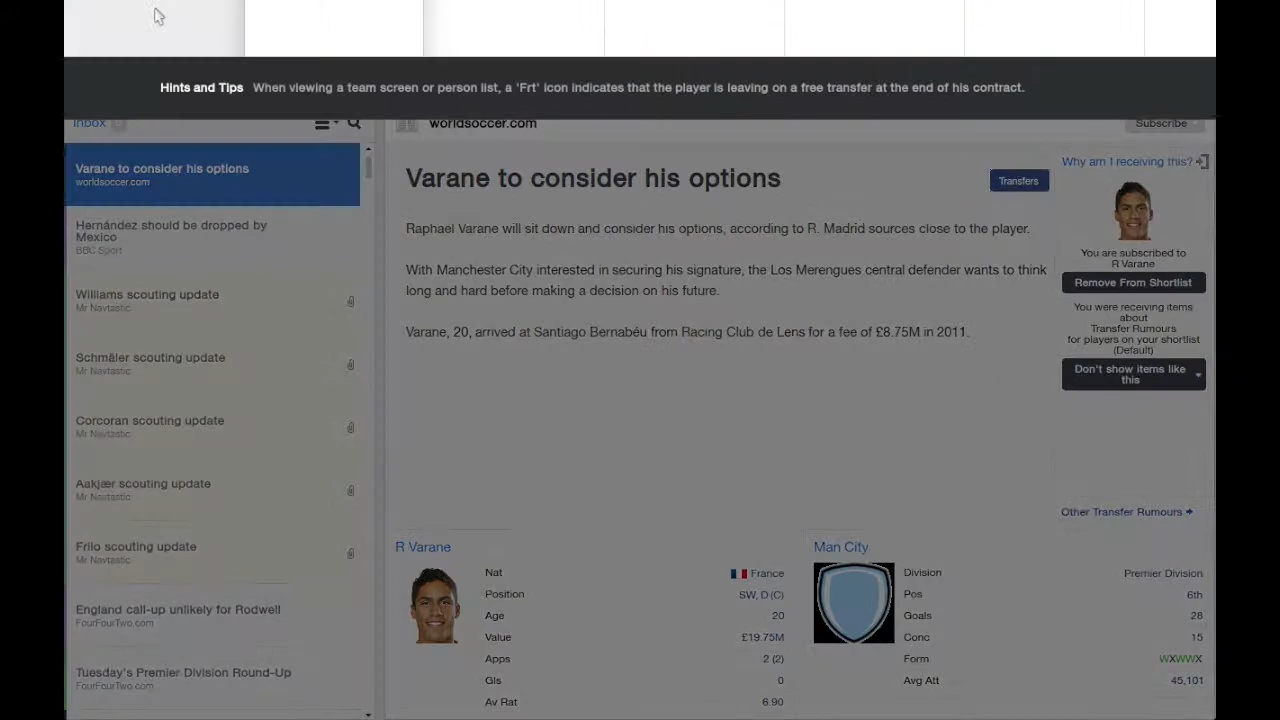 Hints and Tips When viewing a team screen or person list, a 'Frt' icon indicates that the player is leaving on a free transfer at the end of his contract.
Inbox
worldsoccer.com
Subscribe
Varane to consider his options
worldsoccer.com
Hernández should be dropped by
Mexico
BBC Sport
Williams scouting update
Mr Navtastic
Schmäler scouting update
Mr Navtastic
Corcoran scouting update
Mr Navtastic
Aakjær scouting update
Mr Navtastic
Frilo scouting update
Mr Navtastic
England call-up unlikely for Rodwell
FourFourTwo.com
Tuesday's Premier Division Round-Up
FourFourTwo.com
Varane to consider his options
Transfers
Raphael Varane will sit down and consider his options, according to R. Madrid sources close to the player.
With Manchester City interested in securing his signature, the Los Merengues central defender wants to think
long and hard before making a decision on his future.
Varane, 20, arrived at Santiago Bernabéu from Racing Club de Lens for a fee of £8.75M in 2011.
Why am I receiving this?
You are subscribed to
R Varane
Remove From Shortlist
You were receiving items
about
Transfer Rumours
for players on your shortlist
(Default)
Don't show items like
this
Other Transfer Rumours
R Varane
Nat France
Position SW, D (C)
Age 20
Value £19.75M
Apps 2 (2)
Gls 0
Av Rat 6.90
Man City
Division Premier Division
Pos 6th
Goals 28
Conc 15
Form WXWWX
Avg Att 45,101